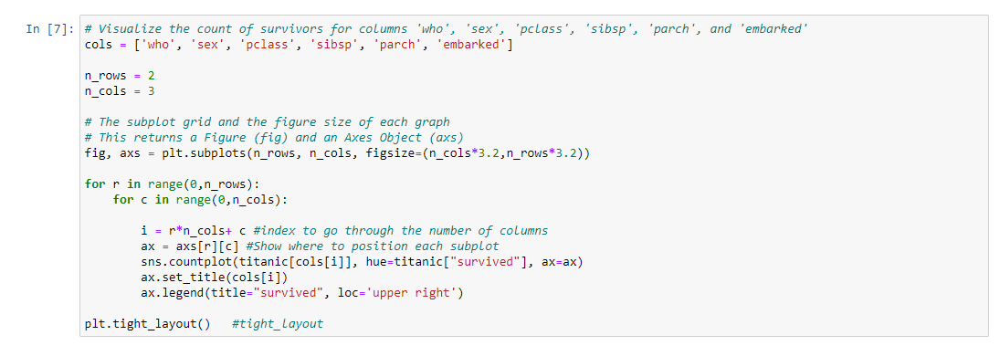 In [7]: # Visualize the count of survivors for columns 'who', 'sex', 'pclass', 'sibsp', 'parch', and 'embarked'
cols = ['who', 'sex', 'pclass', 'sibsp', 'parch', 'embarked']
n_rows = 2
n_cols = 3
# The subplot grid and the figure size of each graph
# This returns a Figure (fig) and an Axes Object (axs)
fig, axs = plt.subplots(n_rows, n_cols, figsize=(n_cols*3.2,n_rows*3.2))
for r in range(0,n_rows):
    for c in range(0,n_cols):
        i = r*n_cols+ c #index to go through the number of columns
        ax = axs[r][c] #Show where to position each subplot
        sns.countplot(titanic[cols[i]], hue=titanic["survived"], ax=ax)
        ax.set_title(cols[i])
        ax.legend(title="survived", loc='upper right')
plt.tight_layout()   #tight_layout